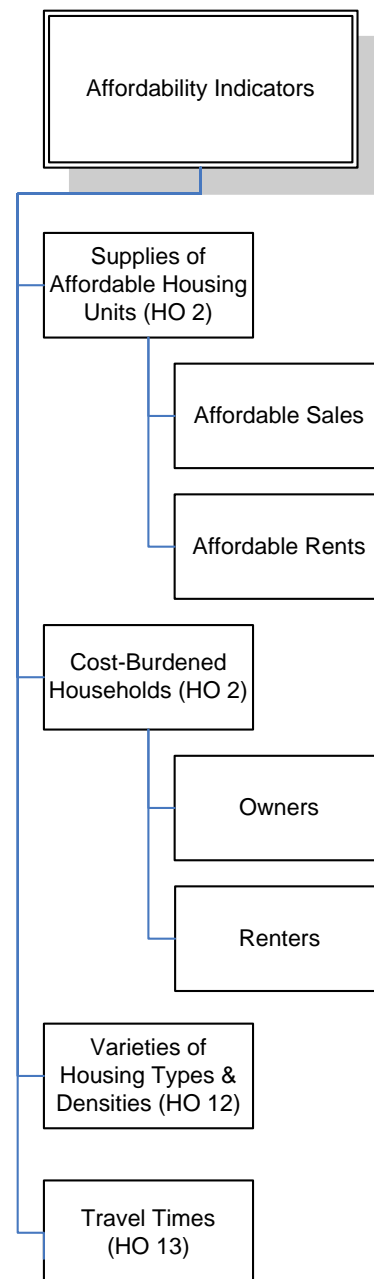 Affordability Indicators
Supplies of
Affordable Housing
Units (HO 2)
Affordable Sales
Affordable Rents
Cost-Burdened
Households (HO 2)
Owners
Renters
Varieties of
Housing Types &
Densities (HO 12)
Travel Times
(HO 13)